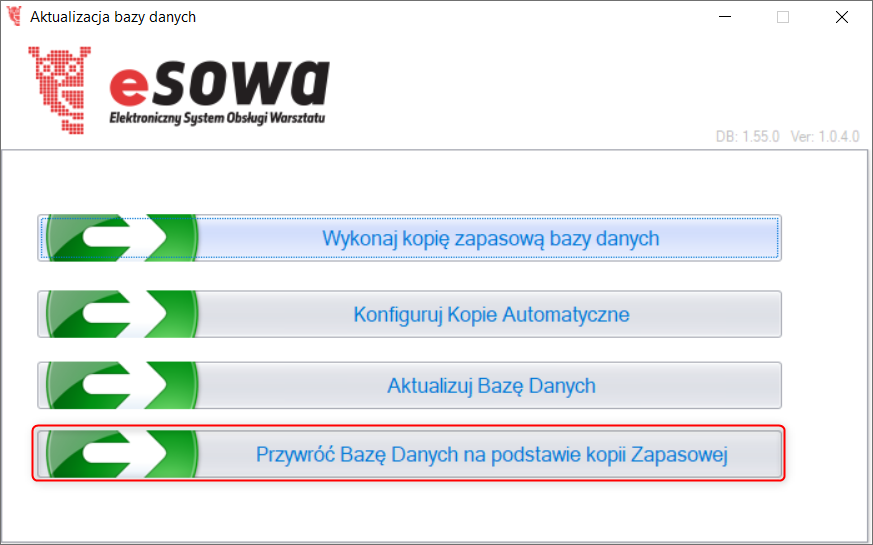 Aktualizacja bazy danych
esowa
Elektroniczny System Obsługi Warsztatu
DB: 1.55.0 Ver: 1.0.4.0
Wykonaj kopię zapasową bazy danych
Konfiguruj Kopie Automatyczne
Aktualizuj Bazę Danych
Przywróć Bazę Danych na podstawie kopii Zapasowej